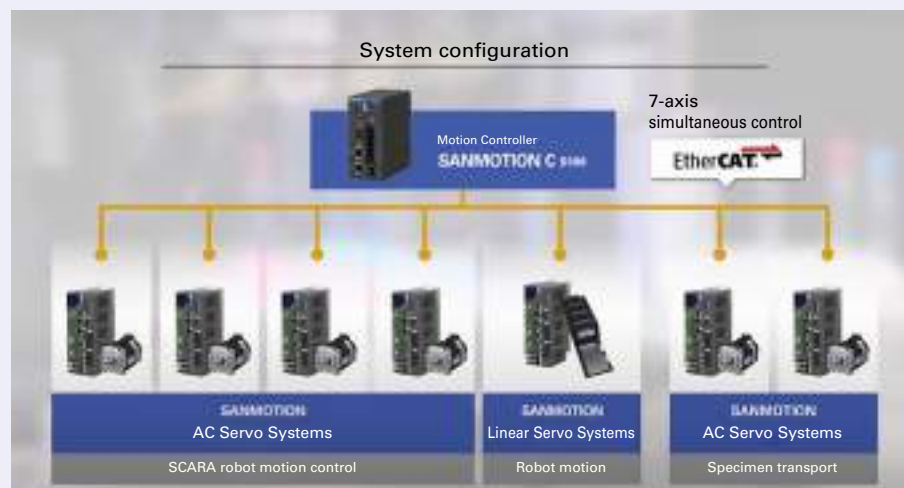 System configuration
7-axis
simultaneous control
Motion Controller
SANMOTION C
EtherCAT
SANMOTION
AC Servo Systems
SCARA robot motion control
SANMOTION
Linear Servo Systems
Robot motion
SANMOTION
AC Servo Systems
Specimen transport